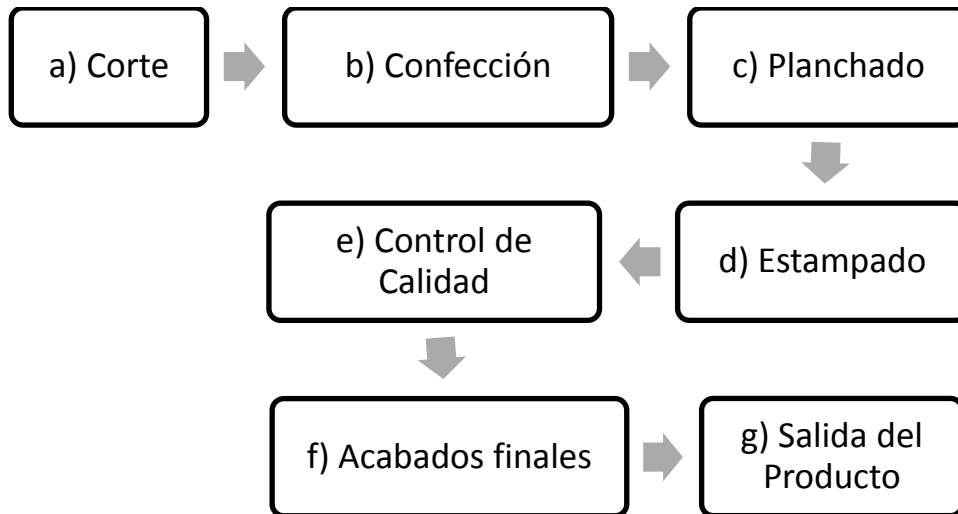 a) Corte
b) Confección
c) Planchado
d) Estampado
e) Control de
Calidad
f) Acabados finales
g) Salida del
Producto